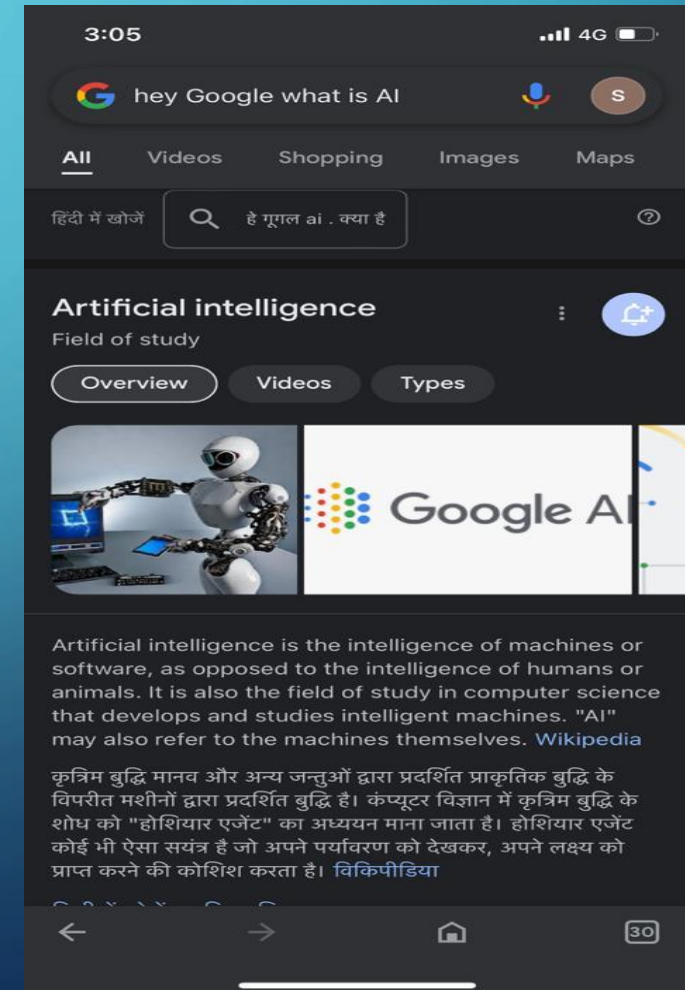 3:05 4G
hey Google what is AI S
All Videos Shopping Images Maps
हिंदी में खोजें हे गूगल ai . क्या है
Artificial intelligence
Field of study
Overview Videos Types
Google AI
Artificial intelligence is the intelligence of machines or
software, as opposed to the intelligence of humans or
animals. It is also the field of study in computer science
that develops and studies intelligent machines. "AI"
may also refer to the machines themselves. Wikipedia
कृत्रिम बुद्धि मानव और अन्य जन्तुओं द्वारा प्रदर्शित प्राकृतिक बुद्धि के
विपरीत मशीनों द्वारा प्रदर्शित बुद्धि है। कंप्यूटर विज्ञान में कृत्रिम बुद्धि के
शोध को "होशियार एजेंट" का अध्ययन माना जाता है। होशियार एजेंट
कोई भी ऐसा सयंत्र है जो अपने पर्यावरण को देखकर, अपने लक्ष्य को
प्राप्त करने की कोशिश करता है। विकिपीडिया
30